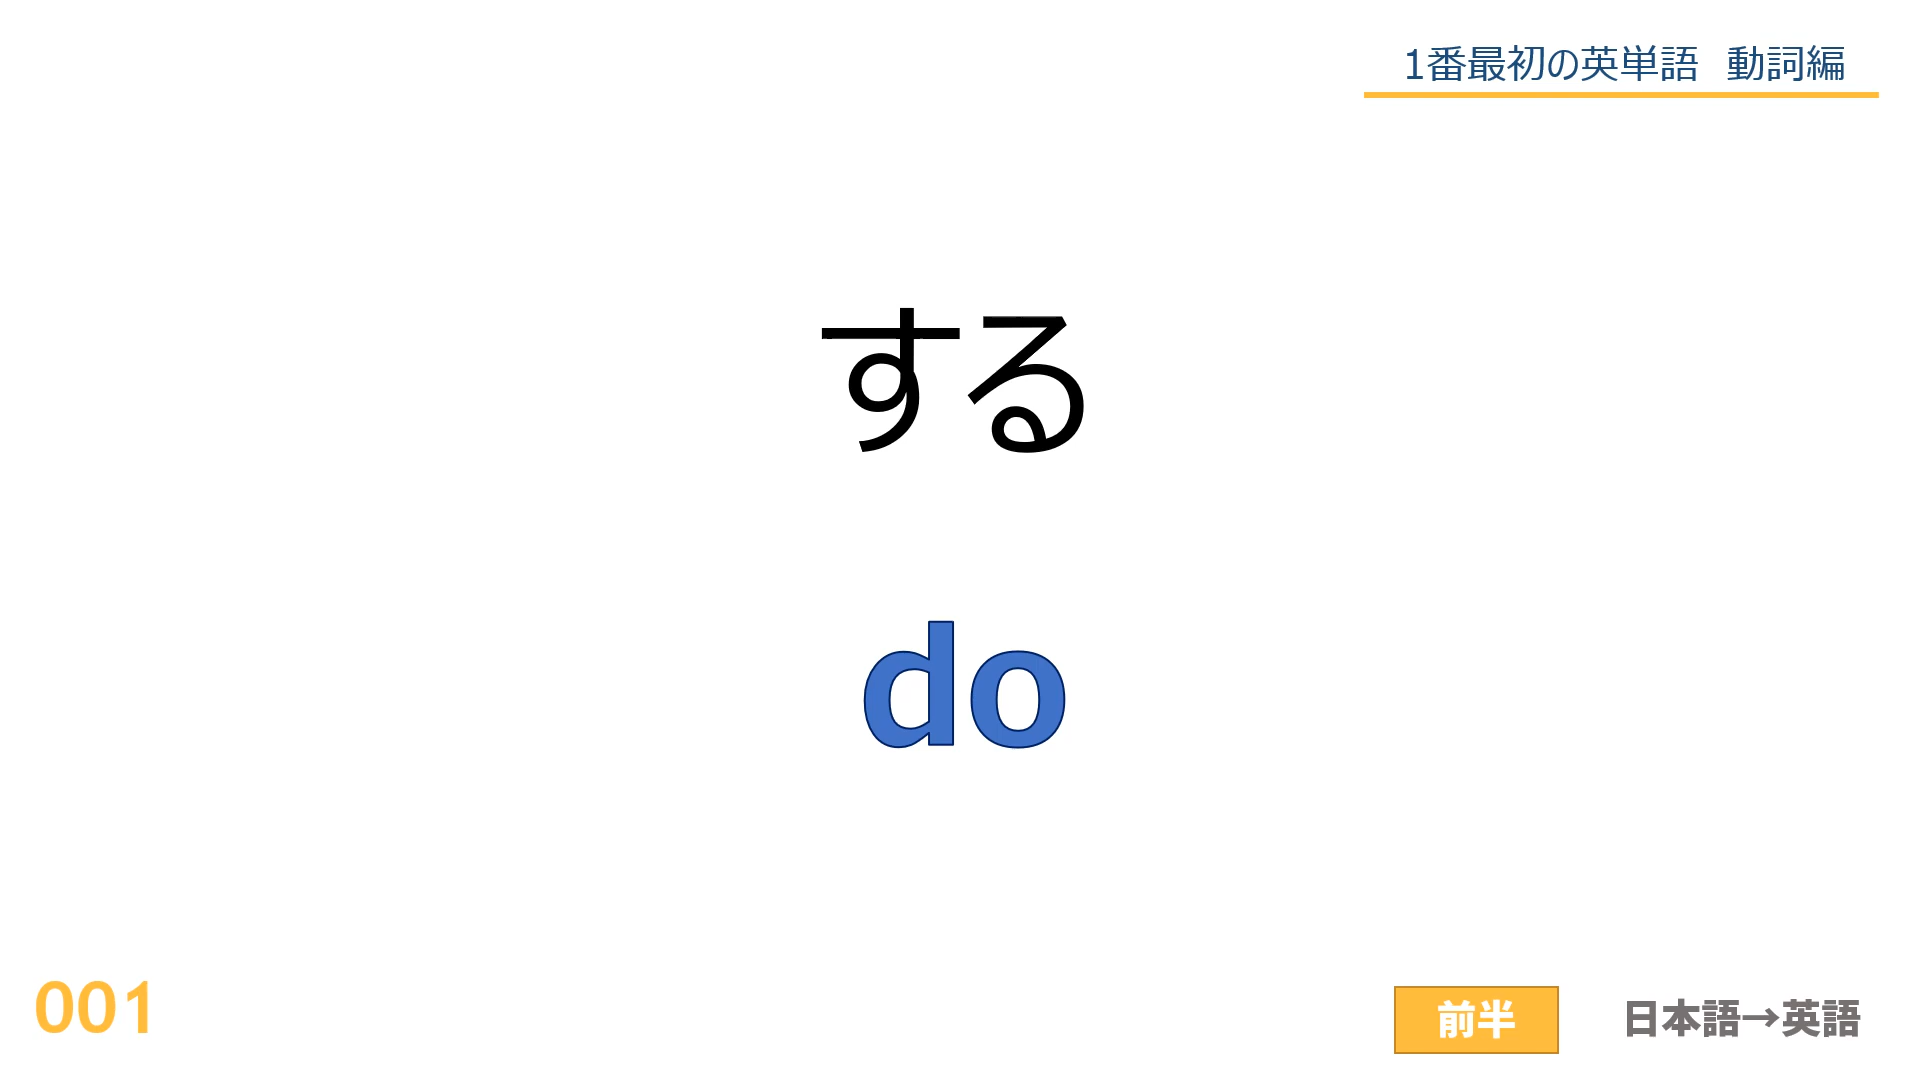 1番最初の英単語　動詞編
する
do
001
前半
日本語→英語